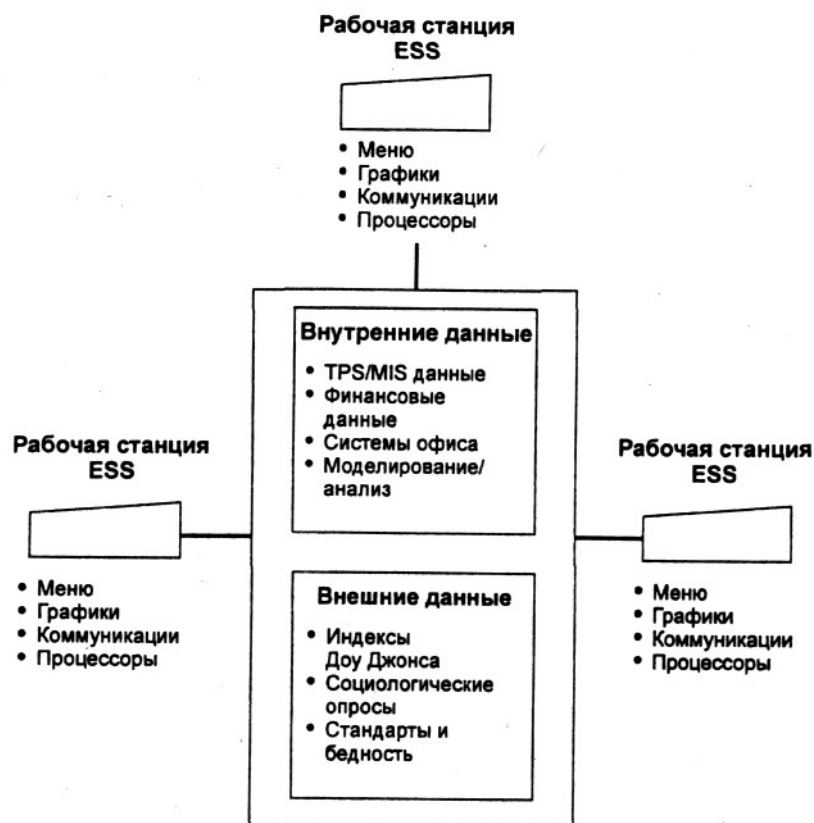 Рабочая станция
ESS
• Меню
• Графики
• Коммуникации
• Процессоры
Внутренние данные
• TPS/MIS данные
• Финансовые
данные
• Системы офиса
• Моделирование/
анализ
Рабочая станция
ESS
• Меню
• Графики
• Коммуникации
• Процессоры
Рабочая станция
ESS
• Меню
• Графики
• Коммуникации
• Процессоры
Внешние данные
• Индексы
Доу Джонса
• Социологические
опросы
• Стандарты и
бедность